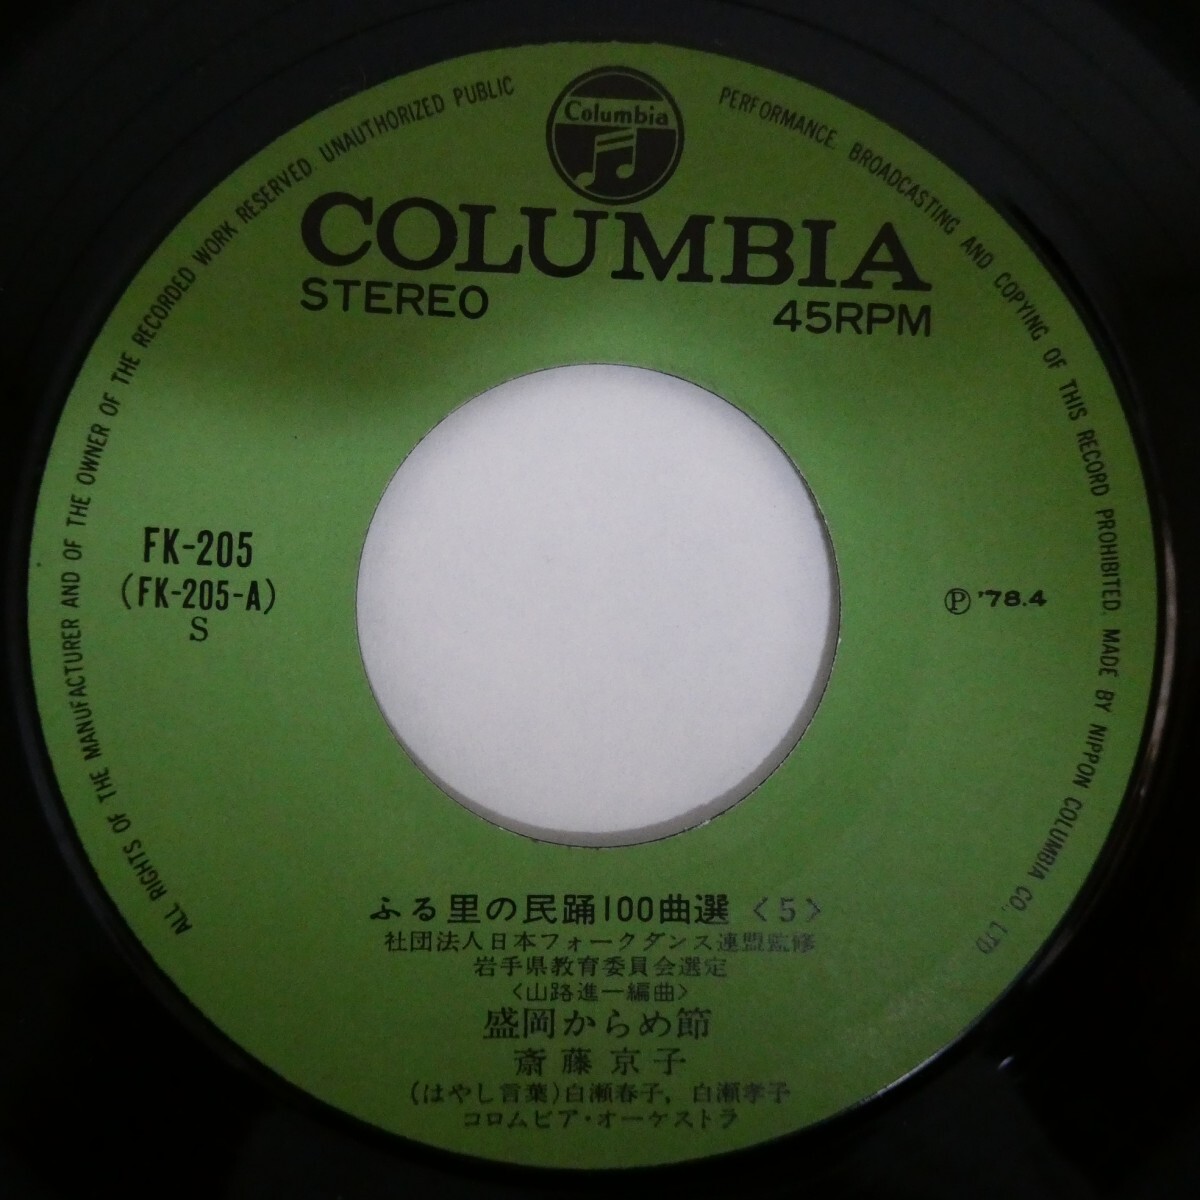 ALL RIGHTS OF THE MANUFACTURER AND OF THE OWNER OF THE RECORDED WORK RESERVED UNAUTHORIZED PUBLIC PERFORMANCE. BROADCASTING AND COPYING OF THIS RECORD PROHIBITED. MADE BY NIPPON COLUMBIA CO., LTD
Columbia
COLUMBIA
STEREO 45RPM
FK-205
(FK-205-A)
S
Ⓟ '78.4
ふる里の民踊100曲選〈5〉
社団法人日本フォークダンス連盟監修
岩手県教育委員会選定
〈山路進一編曲〉
盛岡からめ節
斎藤京子
(はやし言葉)白瀬春子, 白瀬孝子
コロムビア・オーケストラ